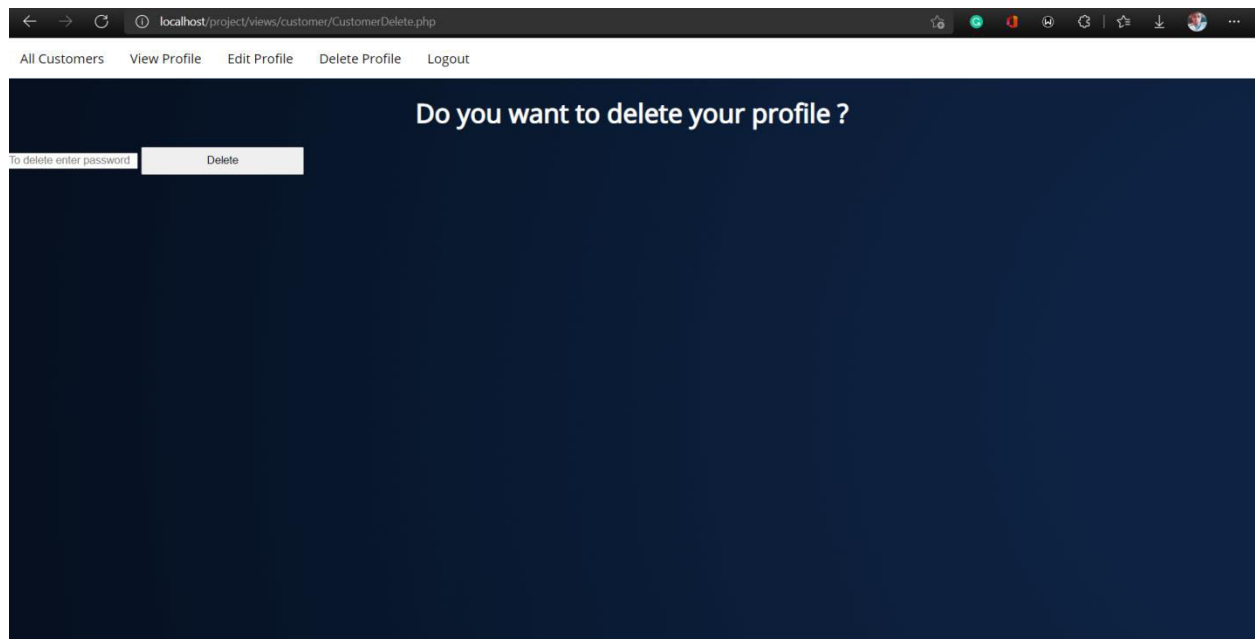 localhost/project/views/customer/CustomerDelete.php
All Customers View Profile Edit Profile Delete Profile Logout
Do you want to delete your profile ?
To delete enter password Delete